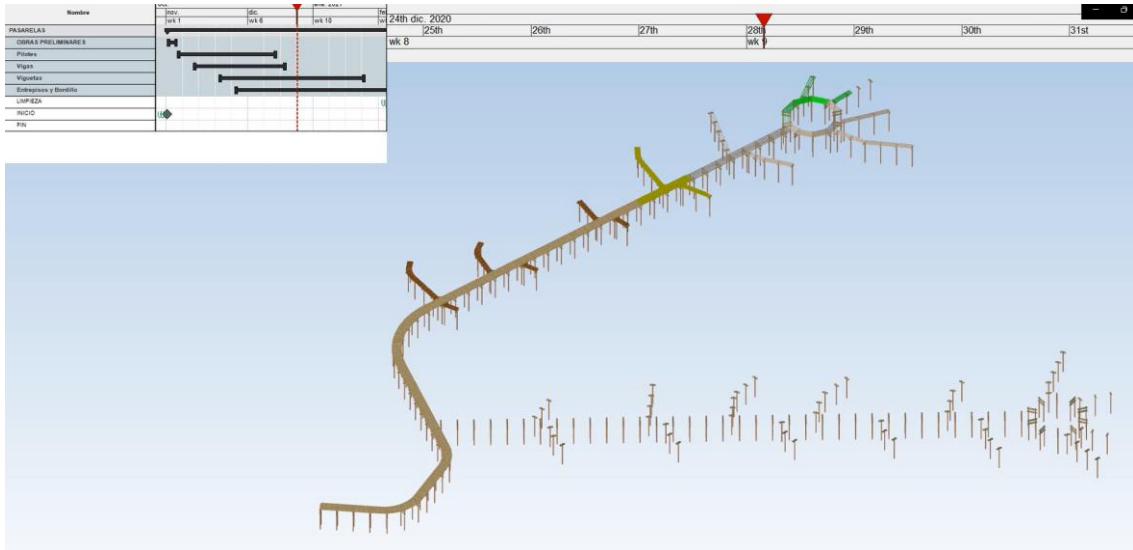 Nombre
nov. dic.
wk 1 wk 6 wk 10
PASARELAS
OBRAS PRELIMINARES
Pilotes
Vigas
Viguetas
Entrepisos y Bordillo
LIMPIEZA
INICIO
FIN
24th dic. 2020
25th 26th 27th 28th 29th 30th 31st
wk 8 wk 9